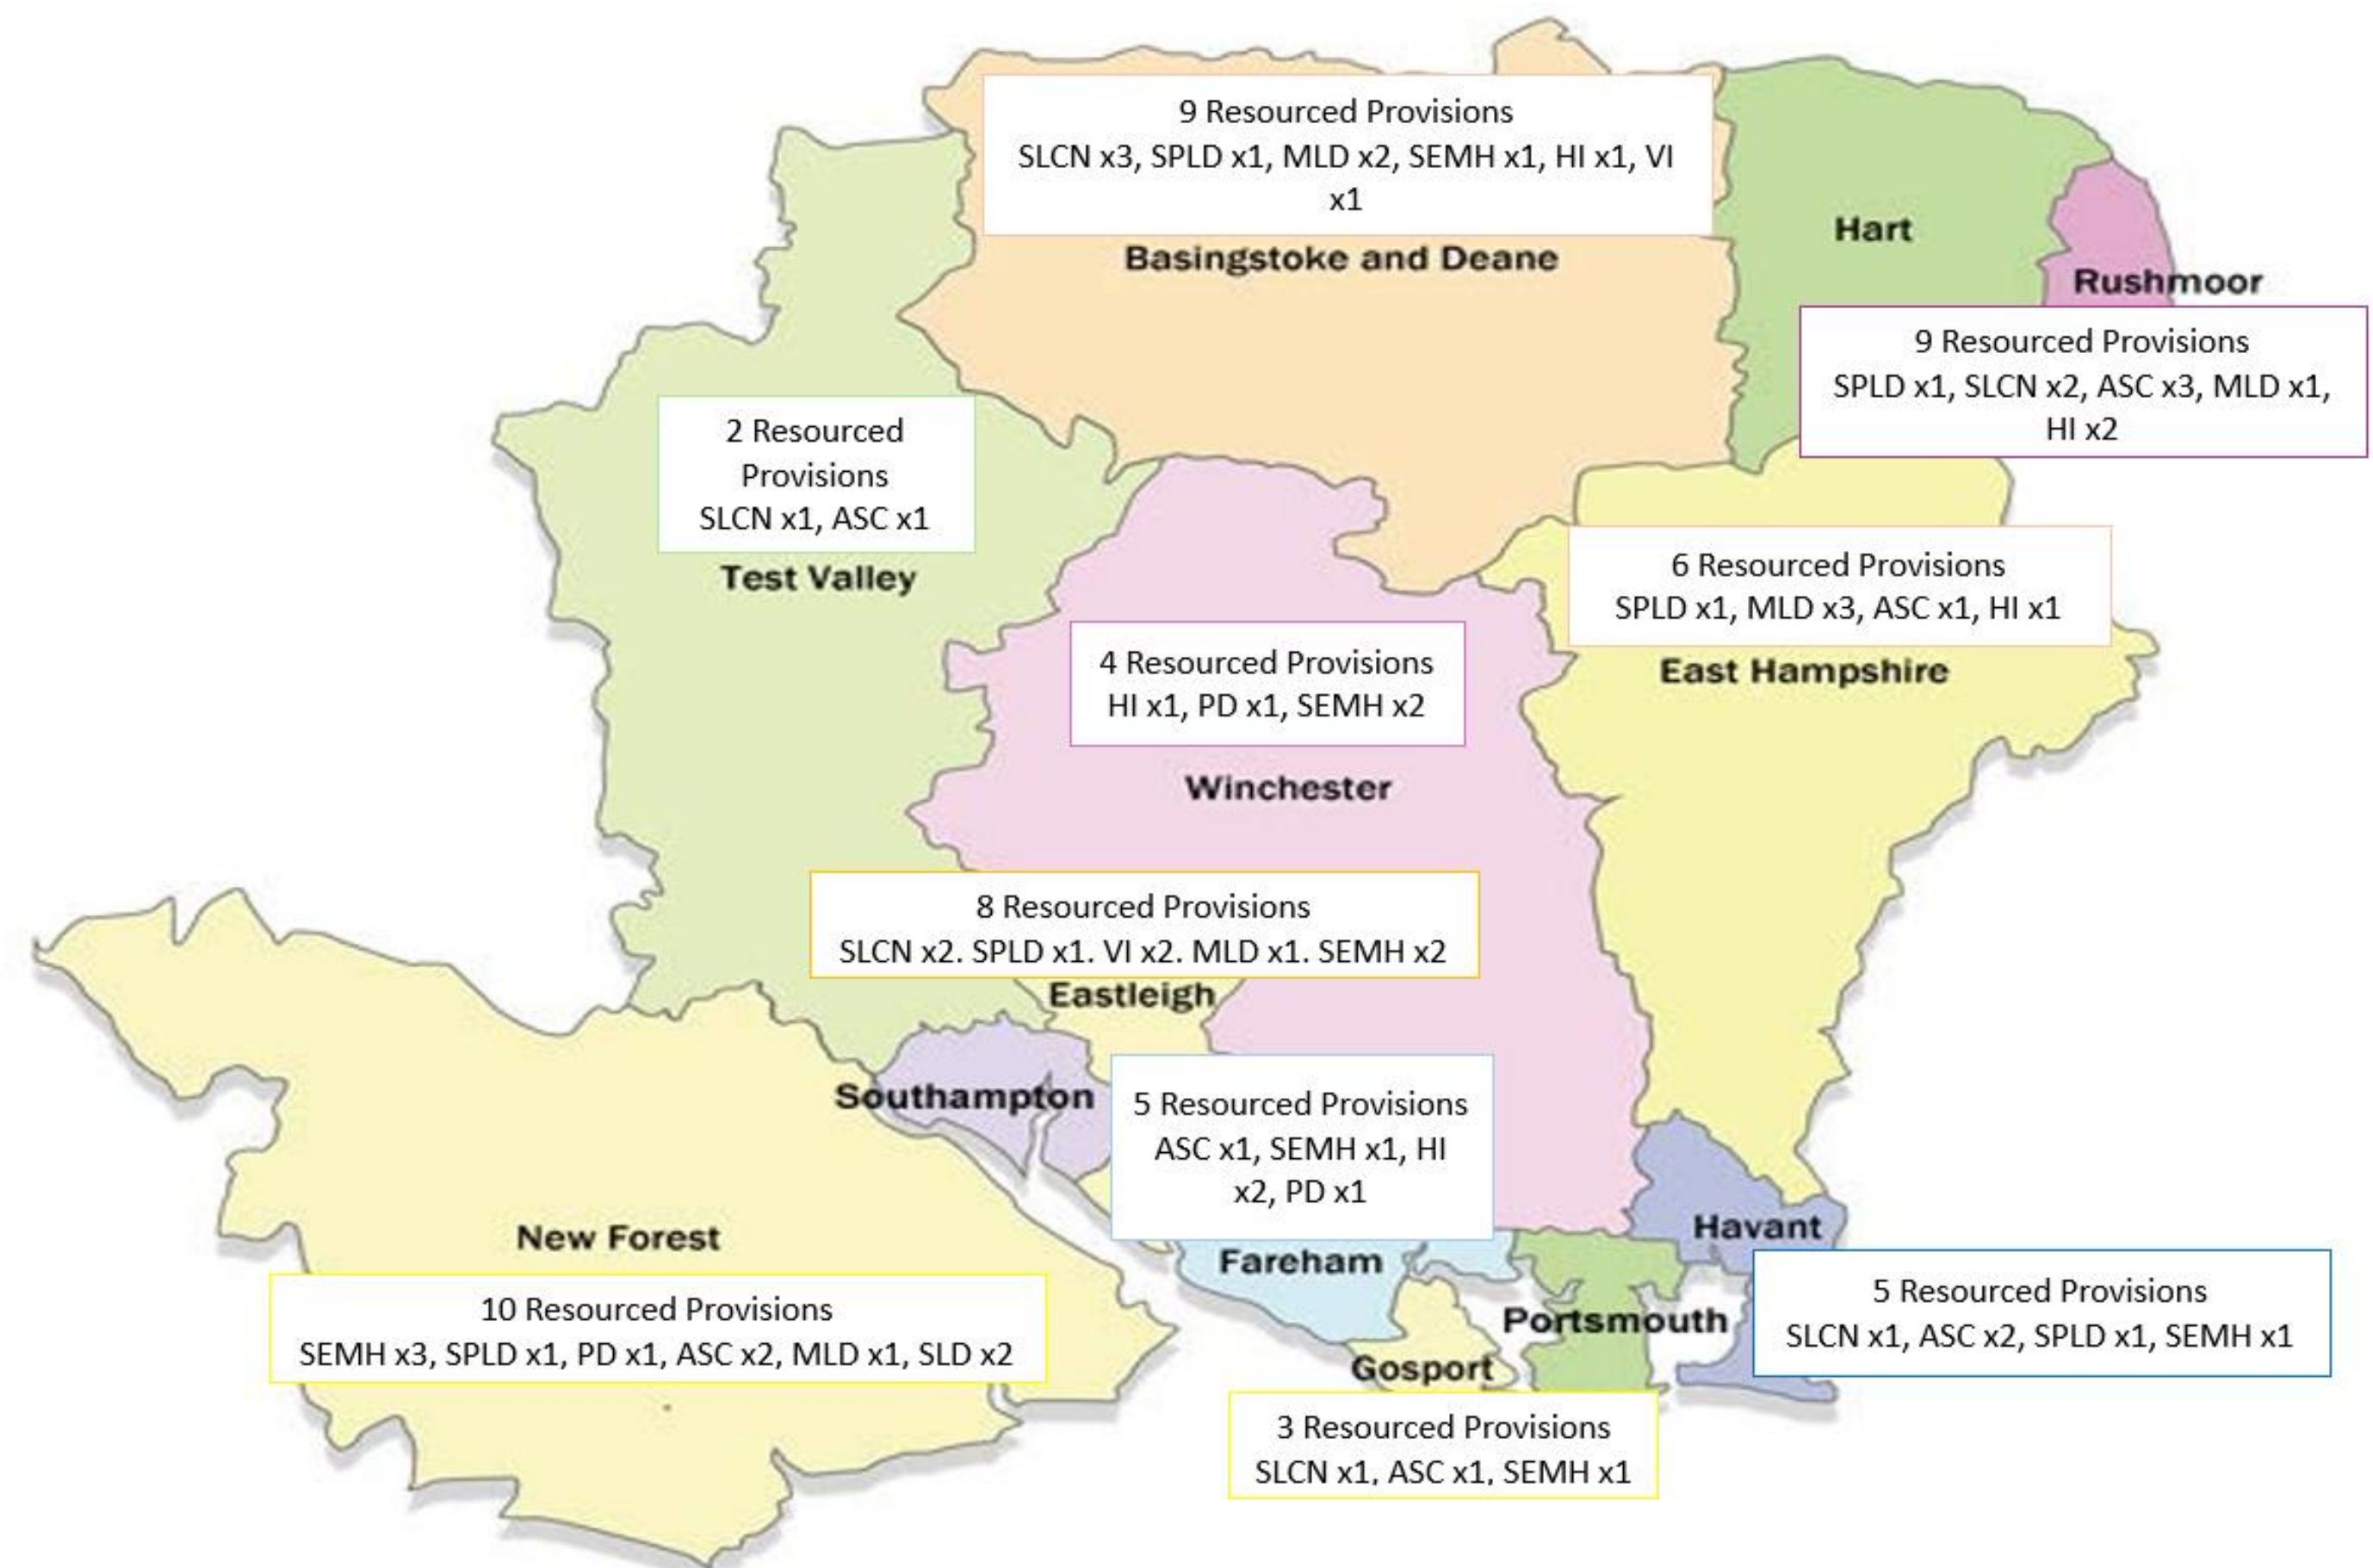 9 Resourced Provisions
SLCN x3, SPLD x1, MLD x2, SEMH x1, HI x1, VI
x1
Basingstoke and Deane
Hart
Rushmoor
9 Resourced Provisions
SPLD x1, SLCN x2, ASC x3, MLD x1,
HI x2
2 Resourced
Provisions
SLCN x1, ASC x1
Test Valley
6 Resourced Provisions
SPLD x1, MLD x3, ASC x1, HI x1
East Hampshire
4 Resourced Provisions
HI x1, PD x1, SEMH x2
Winchester
8 Resourced Provisions
SLCN x2. SPLD x1. VI x2. MLD x1. SEMH x2
Eastleigh
Southampton
5 Resourced Provisions
ASC x1, SEMH x1, HI
x2, PD x1
Fareham
New Forest
10 Resourced Provisions
SEMH x3, SPLD x1, PD x1, ASC x2, MLD x1, SLD x2
Havant
5 Resourced Provisions
SLCN x1, ASC x2, SPLD x1, SEMH x1
Portsmouth
Gosport
3 Resourced Provisions
SLCN x1, ASC x1, SEMH x1